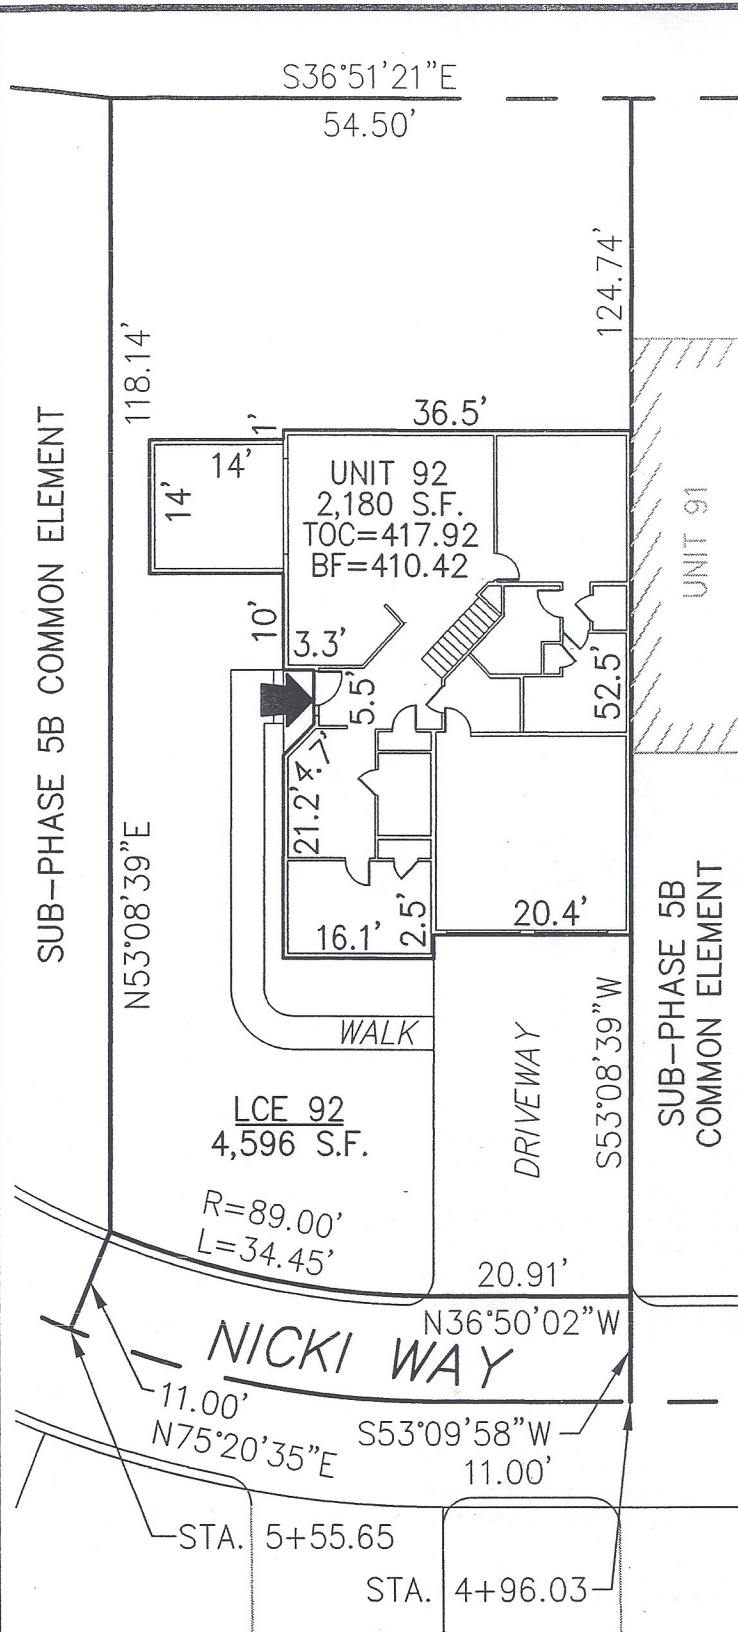 S36°51'21"E
54.50'
124.74'
118.14'
36.5'
1'
14'
14'
UNIT 92
2,180 S.F.
TOC=417.92
BF=410.42
UNIT 91
10'
3.3'
5.5'
52.5'
4.7'
21.2'
SUB-PHASE 5B COMMON ELEMENT
N53°08'39"E
16.1'
2.5'
20.4'
SUB-PHASE 5B
COMMON ELEMENT
WALK
DRIVEWAY
S53°08'39"W
LCE 92
4,596 S.F.
R=89.00'
L=34.45'
20.91'
N36°50'02"W
NICKI WAY
11.00'
N75°20'35"E
S53°09'58"W
11.00'
STA. 5+55.65
STA. 4+96.03